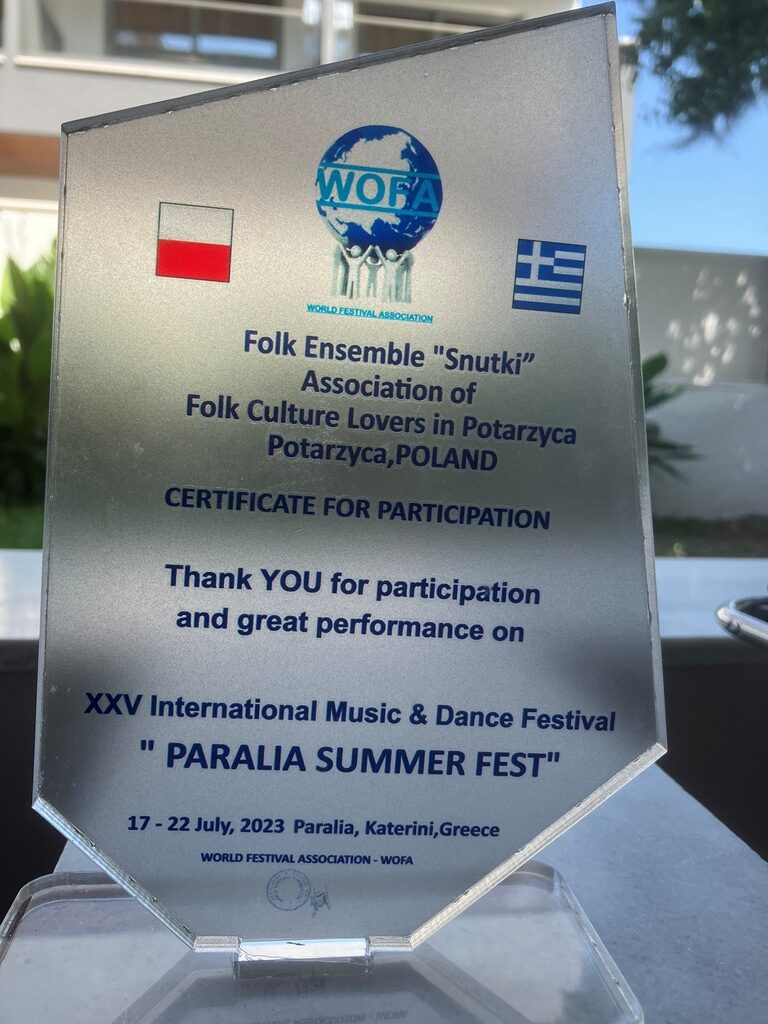 WOFA
WORLD FESTIVAL ASSOCIATION
Folk Ensemble "Snutki”
Association of
Folk Culture Lovers in Potarzyca
Potarzyca,POLAND
CERTIFICATE FOR PARTICIPATION
Thank YOU for participation
and great performance on
XXV International Music & Dance Festival
" PARALIA SUMMER FEST"
17 - 22 July, 2023 Paralia, Katerini,Greece
WORLD FESTIVAL ASSOCIATION - WOFA